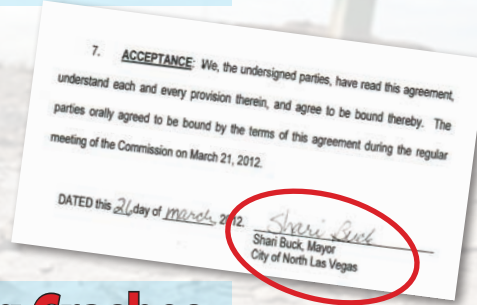 7. ACCEPTANCE: We, the undersigned parties, have read this agreement,
understand each and every provision therein, and agree to be bound thereby. The
parties orally agreed to be bound by the terms of this agreement during the regular
meeting of the Commission on March 21, 2012.
DATED this 26 day of march, 2012. Shari Buck
Shari Buck, Mayor
City of North Las Vegas